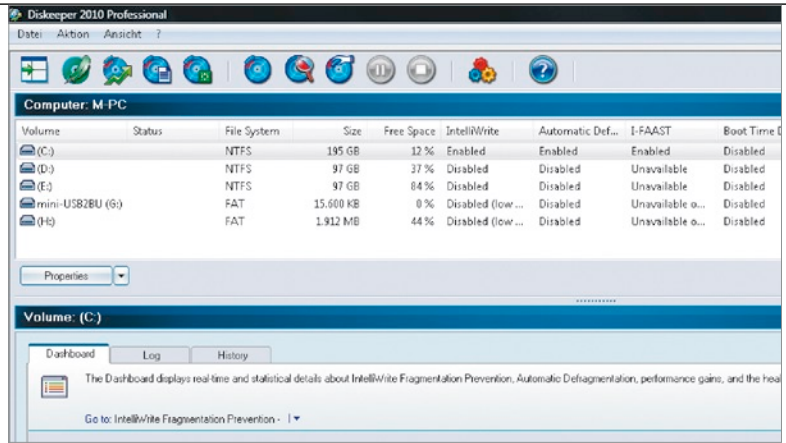 Diskeeper 2010 Professional
Datei Aktion Ansicht ?
Computer: M-PC
Volume Status File System Size Free Space IntelliWrite Automatic Def... I-FAAST Boot Time D
(C:) NTFS 195 GB 12 % Enabled Enabled Enabled Disabled
(D:) NTFS 97 GB 37 % Disabled Disabled Unavailable Disabled
(E:) NTFS 97 GB 84 % Disabled Disabled Unavailable Disabled
mini-USB2BU (G:) FAT 15.600 KB 0 % Disabled (low ... Disabled Unavailable o... Disabled
(H:) FAT 1.912 MB 44 % Disabled (low ... Disabled Unavailable o... Disabled
Properties
Volume: (C:)
Dashboard Log History
The Dashboard displays real-time and statistical details about IntelliWrite Fragmentation Prevention, Automatic Defragmentation, performance gains, and the heal
Go to: IntelliWrite Fragmentation Prevention -